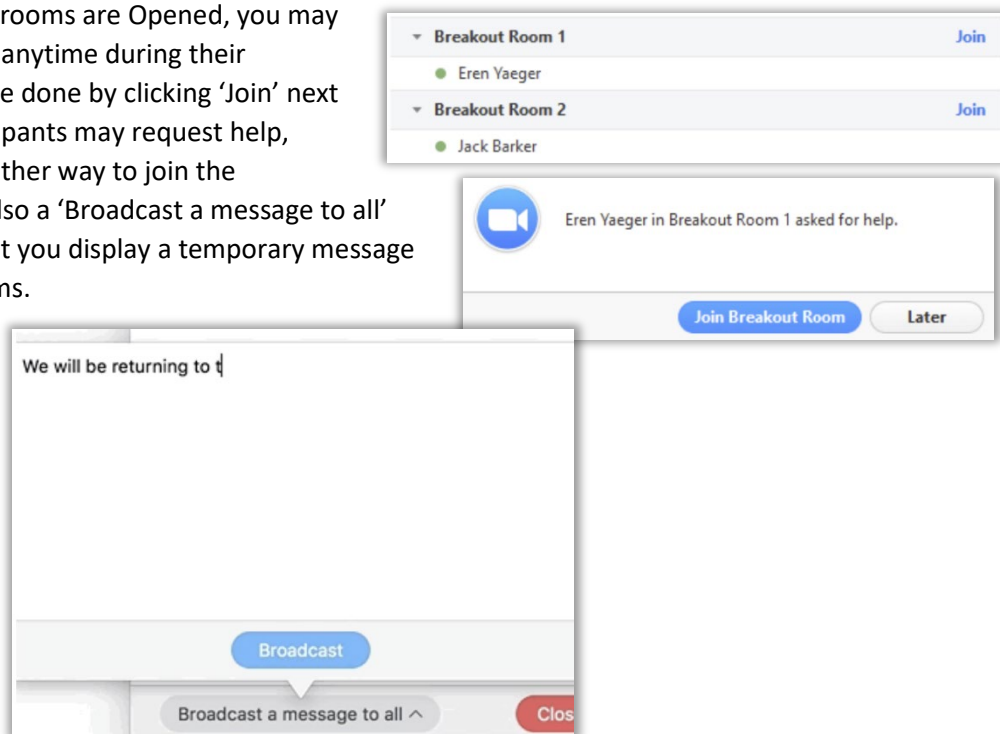 rooms are Opened, you may
anytime during their
e done by clicking ‘Join’ next
pants may request help,
ther way to join the
lso a ‘Broadcast a message to all’
t you display a temporary message
ms.
Breakout Room 1 Join
Eren Yaeger
Breakout Room 2 Join
Jack Barker
Eren Yaeger in Breakout Room 1 asked for help.
Join Breakout Room Later
We will be returning to t
Broadcast
Broadcast a message to all
Clos